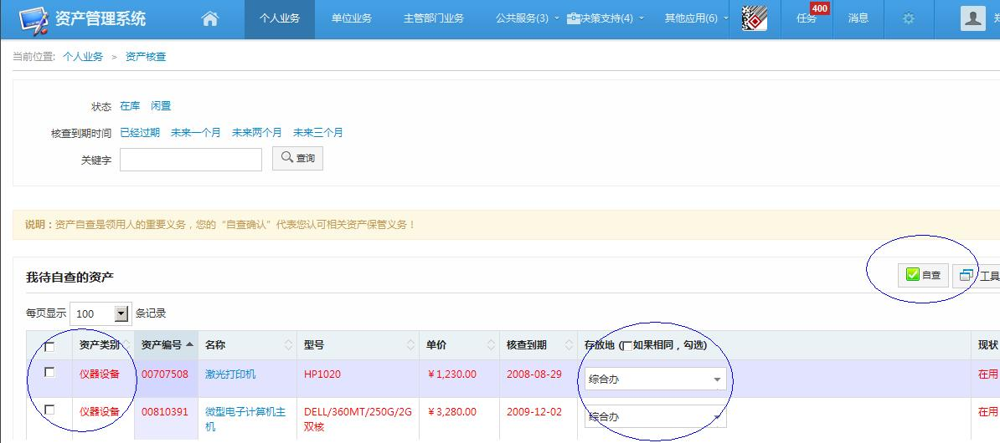 资产管理系统 个人业务 单位业务 主管部门业务 公共服务(3) 决策支持(4) 其他应用(6) 任务 400 消息
当前位置: 个人业务 > 资产核查
状态 在库 闲置
核查到期时间 已经过期 未来一个月 未来两个月 未来三个月
关键字 查询
说明：资产自查是领用人的重要义务，您的“自查确认”代表您认可相关资产保管义务！
我待自查的资产 自查 工具
每页显示 100 条记录
资产类别 资产编号 名称 型号 单价 核查到期 存放地 (如果相同，勾选) 现状
仪器设备 00707508 激光打印机 HP1020 ￥1,230.00 2008-08-29 综合办 在用
仪器设备 00810391 微型电子计算机主机 DELL/360MT/250G/2G双核 ￥3,280.00 2009-12-02 综合办 在用